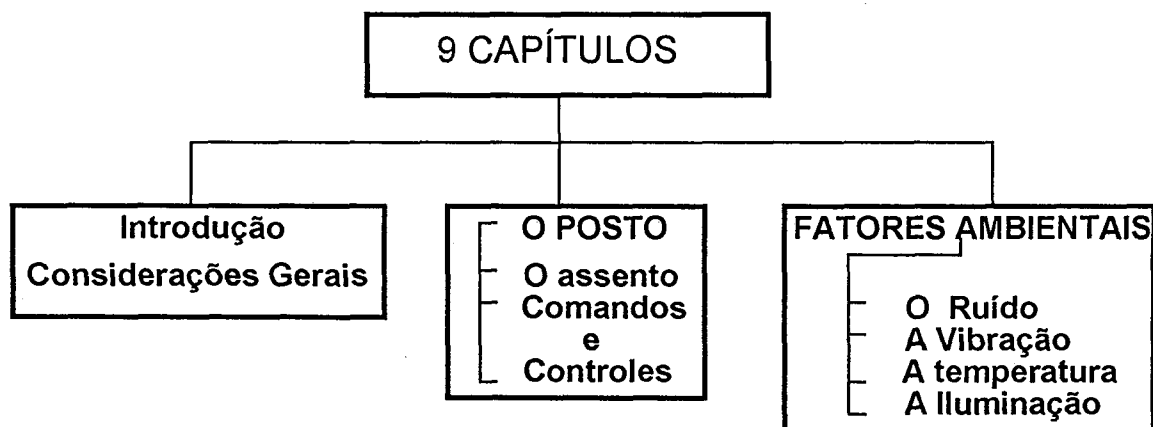 9 CAPÍTULOS
Introdução
Considerações Gerais
O POSTO
O assento
Comandos
e
Controles
FATORES AMBIENTAIS
O Ruído
A Vibração
A temperatura
A Iluminação